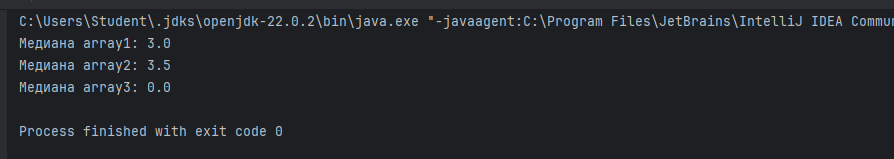 C:\Users\Student\.jdks\openjdk-22.0.2\bin\java.exe "-javaagent:C:\Program Files\JetBrains\IntelliJ IDEA Commun
Медиана array1: 3.0
Медиана array2: 3.5
Медиана array3: 0.0
Process finished with exit code 0